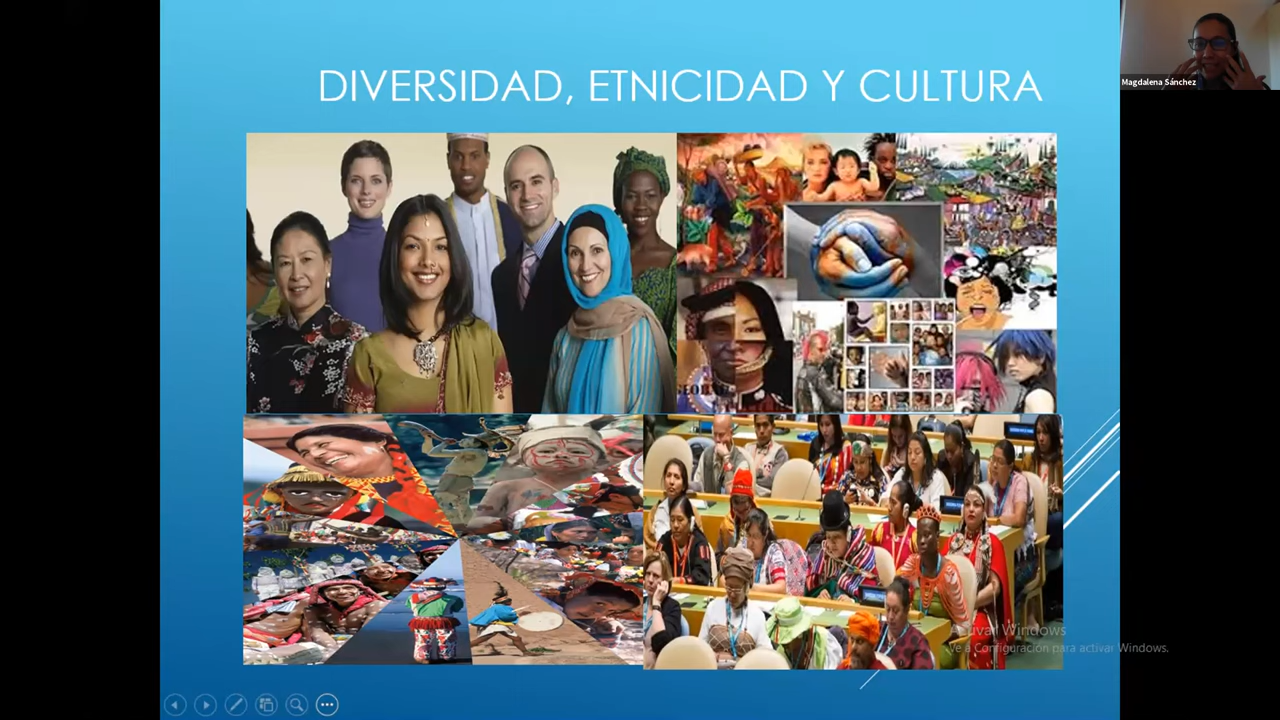 DIVERSIDAD, ETNICIDAD Y CULTURA
Magdalena Sánchez
Activar Windows
Ve a Configuración para activar Windows.